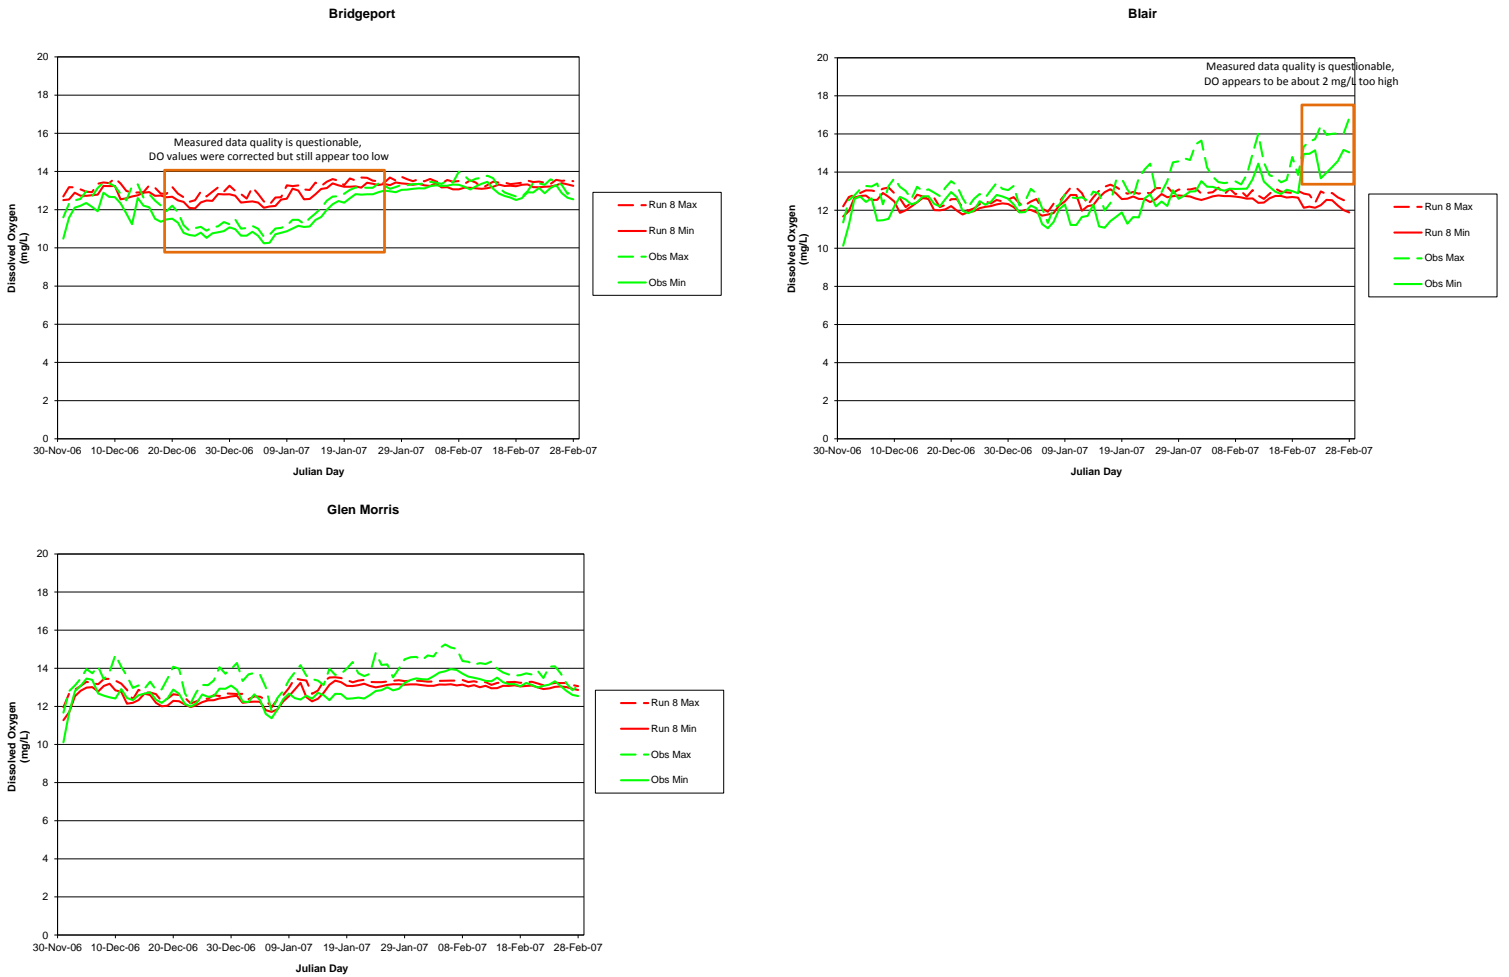 Bridgeport
20
18
16
14
12
10
8
6
4
2
0
Dissolved Oxygen
(mg/L)
Measured data quality is questionable,
DO values were corrected but still appear too low
30-Nov-06 10-Dec-06 20-Dec-06 30-Dec-06 09-Jan-07 19-Jan-07 29-Jan-07 08-Feb-07 18-Feb-07 28-Feb-07
Julian Day
Run 8 Max
Run 8 Min
Obs Max
Obs Min
Blair
20
18
16
14
12
10
8
6
4
2
0
Dissolved Oxygen
(mg/L)
Measured data quality is questionable,
DO appears to be about 2 mg/L too high
30-Nov-06 10-Dec-06 20-Dec-06 30-Dec-06 09-Jan-07 19-Jan-07 29-Jan-07 08-Feb-07 18-Feb-07 28-Feb-07
Julian Day
Run 8 Max
Run 8 Min
Obs Max
Obs Min
Glen Morris
20
18
16
14
12
10
8
6
4
2
0
Dissolved Oxygen
(mg/L)
30-Nov-06 10-Dec-06 20-Dec-06 30-Dec-06 09-Jan-07 19-Jan-07 29-Jan-07 08-Feb-07 18-Feb-07 28-Feb-07
Julian Day
Run 8 Max
Run 8 Min
Obs Max
Obs Min